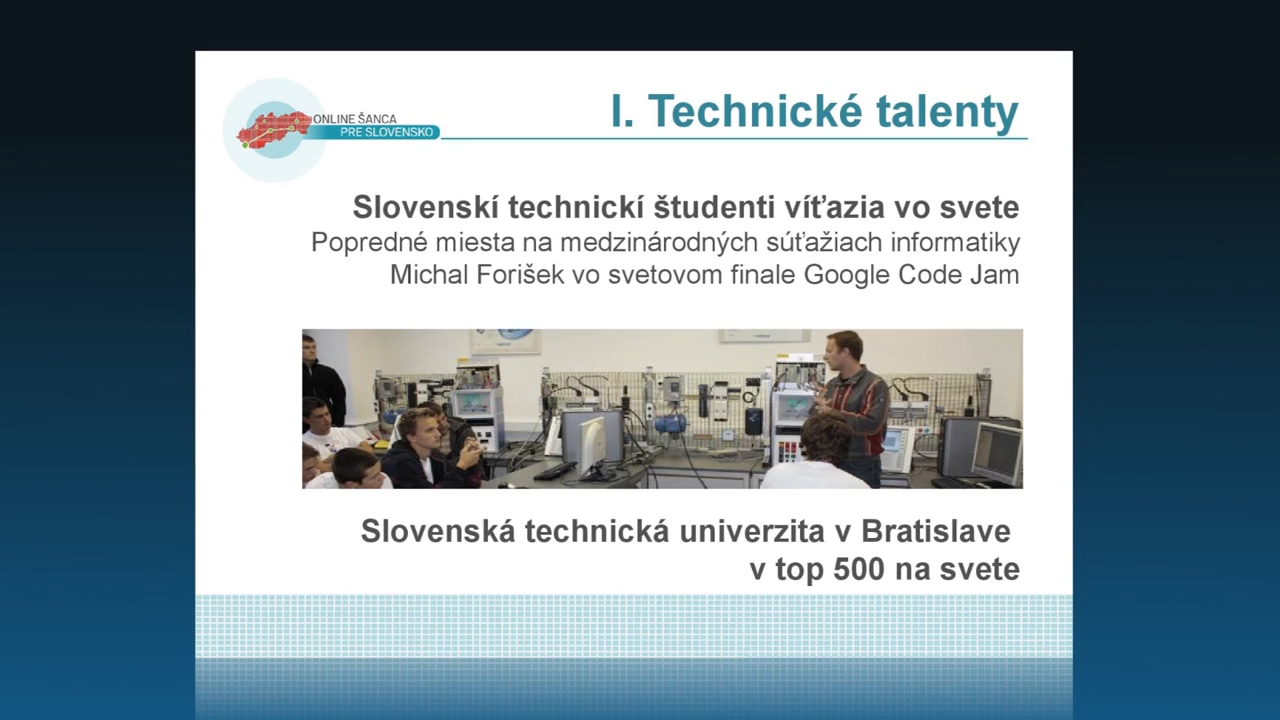 ONLINE ŠANCA
PRE SLOVENSKO
I. Technické talenty
Slovenskí technickí študenti víťazia vo svete
Popredné miesta na medzinárodných súťažiach informatiky
Michal Forišek vo svetovom finale Google Code Jam
Slovenská technická univerzita v Bratislave
v top 500 na svete